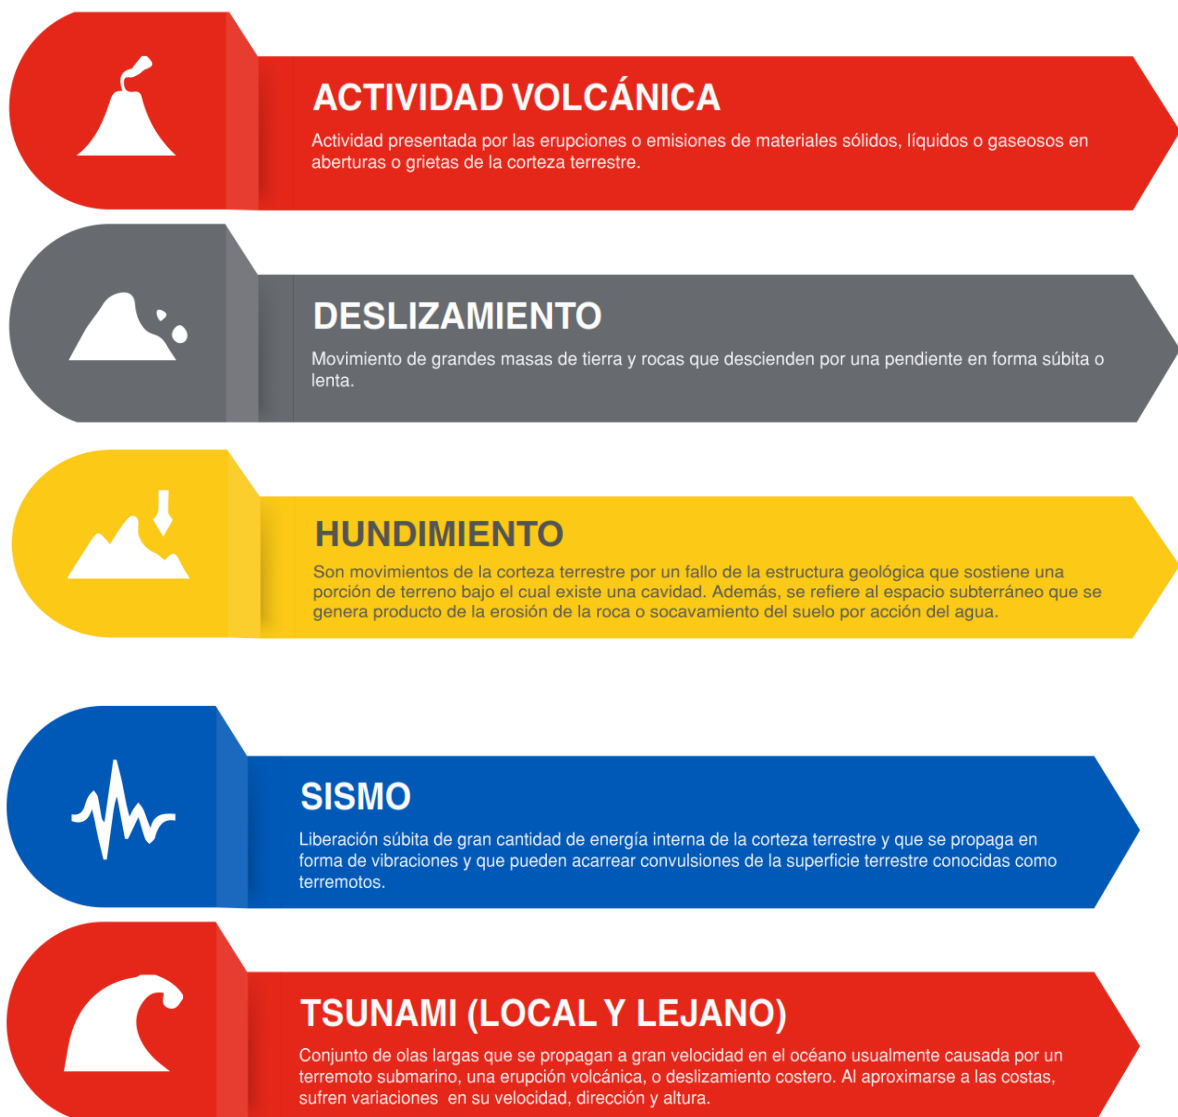 ACTIVIDAD VOLCÁNICA
Actividad presentada por las erupciones o emisiones de materiales sólidos, líquidos o gaseosos en
aberturas o grietas de la corteza terrestre.
DESLIZAMIENTO
Movimiento de grandes masas de tierra y rocas que descienden por una pendiente en forma súbita o
lenta.
HUNDIMIENTO
Son movimientos de la corteza terrestre por un fallo de la estructura geológica que sostiene una
porción de terreno bajo el cual existe una cavidad. Además, se refiere al espacio subterráneo que se
genera producto de la erosión de la roca o socavamiento del suelo por acción del agua.
SISMO
Liberación súbita de gran cantidad de energía interna de la corteza terrestre y que se propaga en
forma de vibraciones y que pueden acarrear convulsiones de la superficie terrestre conocidas como
terremotos.
TSUNAMI (LOCAL Y LEJANO)
Conjunto de olas largas que se propagan a gran velocidad en el océano usualmente causada por un
terremoto submarino, una erupción volcánica, o deslizamiento costero. Al aproximarse a las costas,
sufren variaciones en su velocidad, dirección y altura.